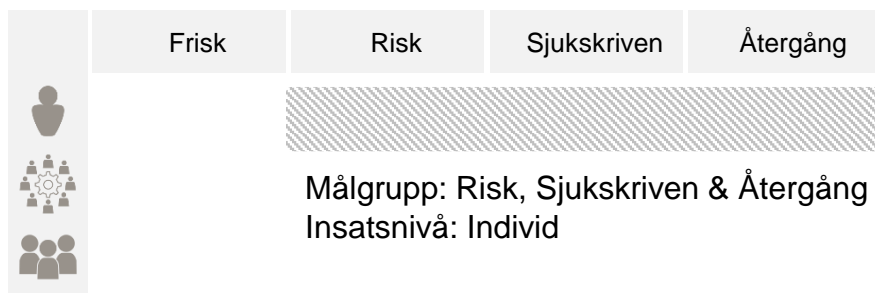 Frisk Risk Sjukskriven Återgång
Målgrupp: Risk, Sjukskriven & Återgång
Insatsnivå: Individ